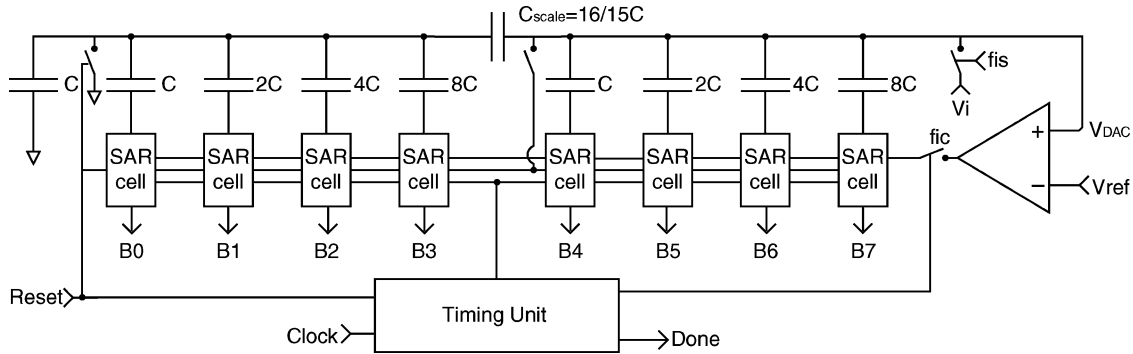 Cscale=16/15C
C
C
2C
4C
8C
C
2C
4C
8C
fis
Vi
fic
VDAC
Vref
SAR
cell
SAR
cell
SAR
cell
SAR
cell
SAR
cell
SAR
cell
SAR
cell
SAR
cell
+
−
B0
B1
B2
B3
B4
B5
B6
B7
Reset
Clock
Timing Unit
Done